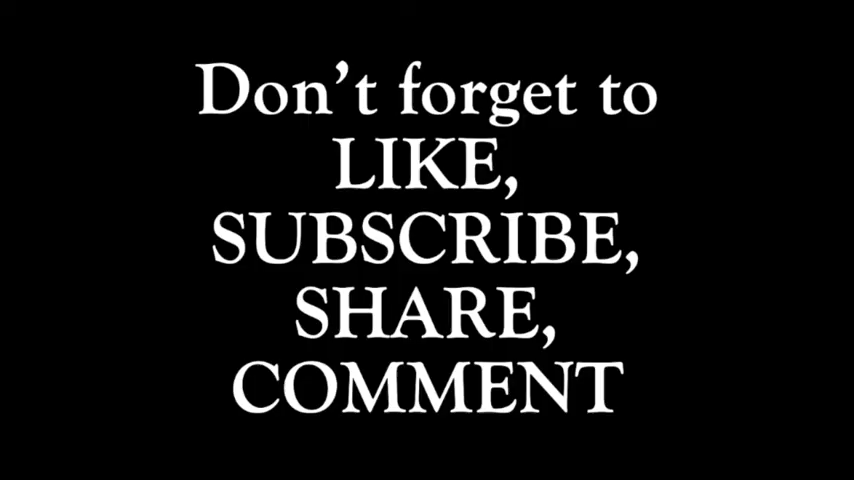 Don’t forget to
LIKE,
SUBSCRIBE,
SHARE,
COMMENT